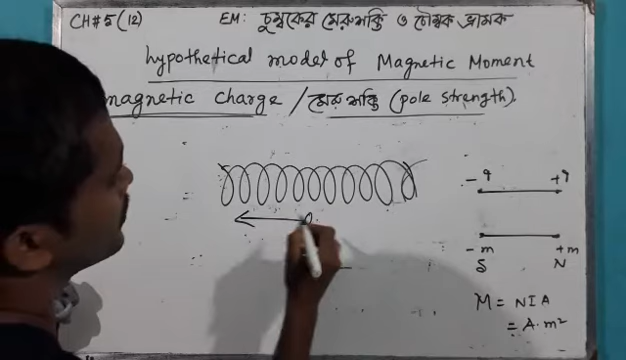 CH#5(12) EM: চুম্বকের মেরুশক্তি ও চৌম্বক ভ্রামক
hypothetical model of Magnetic Moment
magnetic charge / মেরুশক্তি (pole strength).
-q +q
-m +m
S N
M = NIA
= A.m²